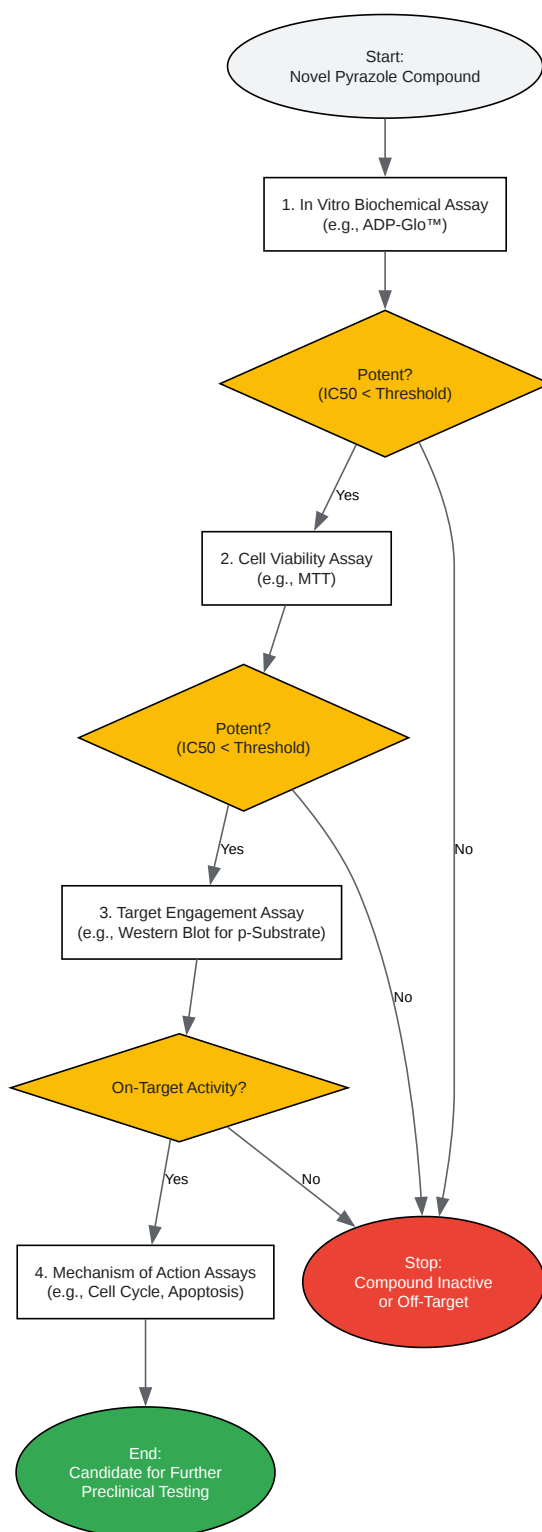 Start:
Novel Pyrazole Compound
1. In Vitro Biochemical Assay
(e.g., ADP-Glo™)
Potent?
(IC50 < Threshold)
Yes
2. Cell Viability Assay
(e.g., MTT)
Potent?
(IC50 < Threshold)
Yes
No
3. Target Engagement Assay
(e.g., Western Blot for p-Substrate)
No
On-Target Activity?
Yes
No
4. Mechanism of Action Assays
(e.g., Cell Cycle, Apoptosis)
Stop:
Compound Inactive
or Off-Target
End:
Candidate for Further
Preclinical Testing